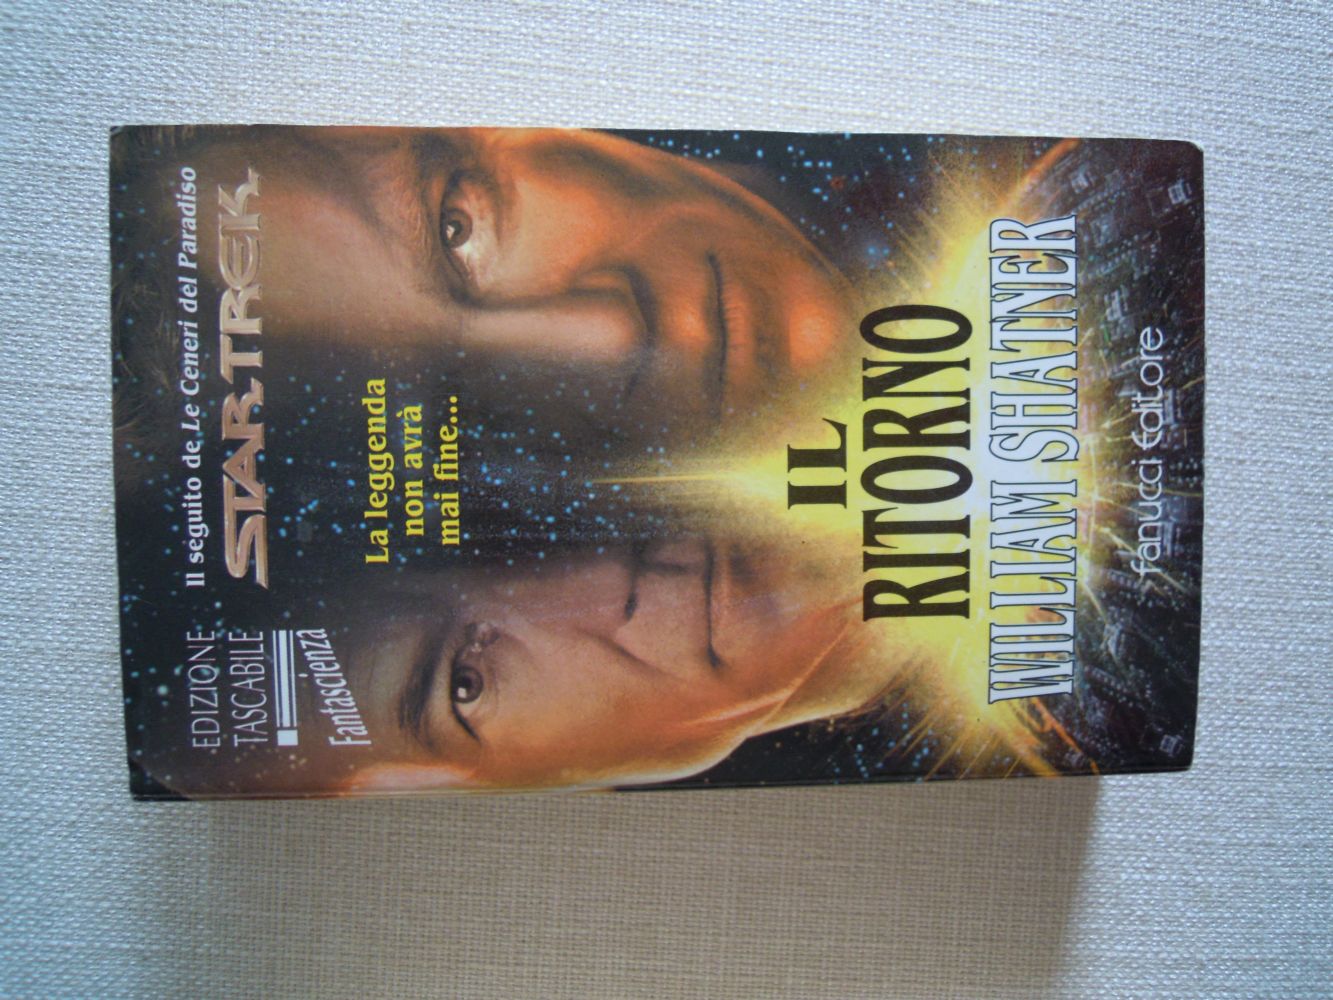 Il seguito de Le Ceneri del Paradiso
STAR TREK
EDIZIONE
TASCABILE
Fantascienza
La leggenda
non avrà
mai fine...
IL
RITORNO
WILLIAM SHATNER
fanucci Editore